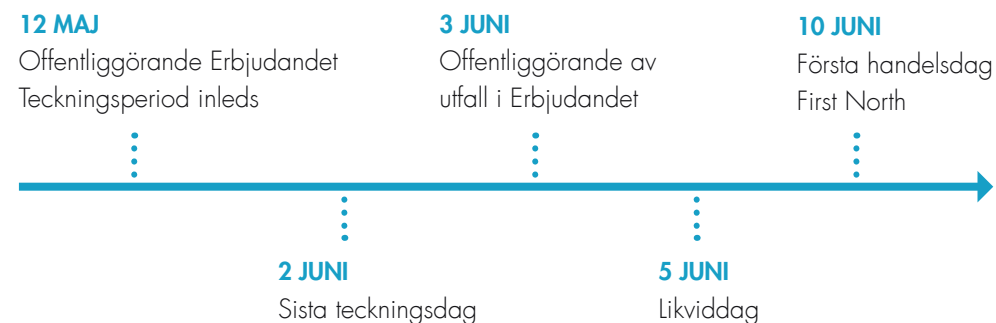 12 MAJ
Offentliggörande Erbjudandet
Teckningsperiod inleds
2 JUNI
Sista teckningsdag
3 JUNI
Offentliggörande av
utfall i Erbjudandet
5 JUNI
Likviddag
10 JUNI
Första handelsdag
First North